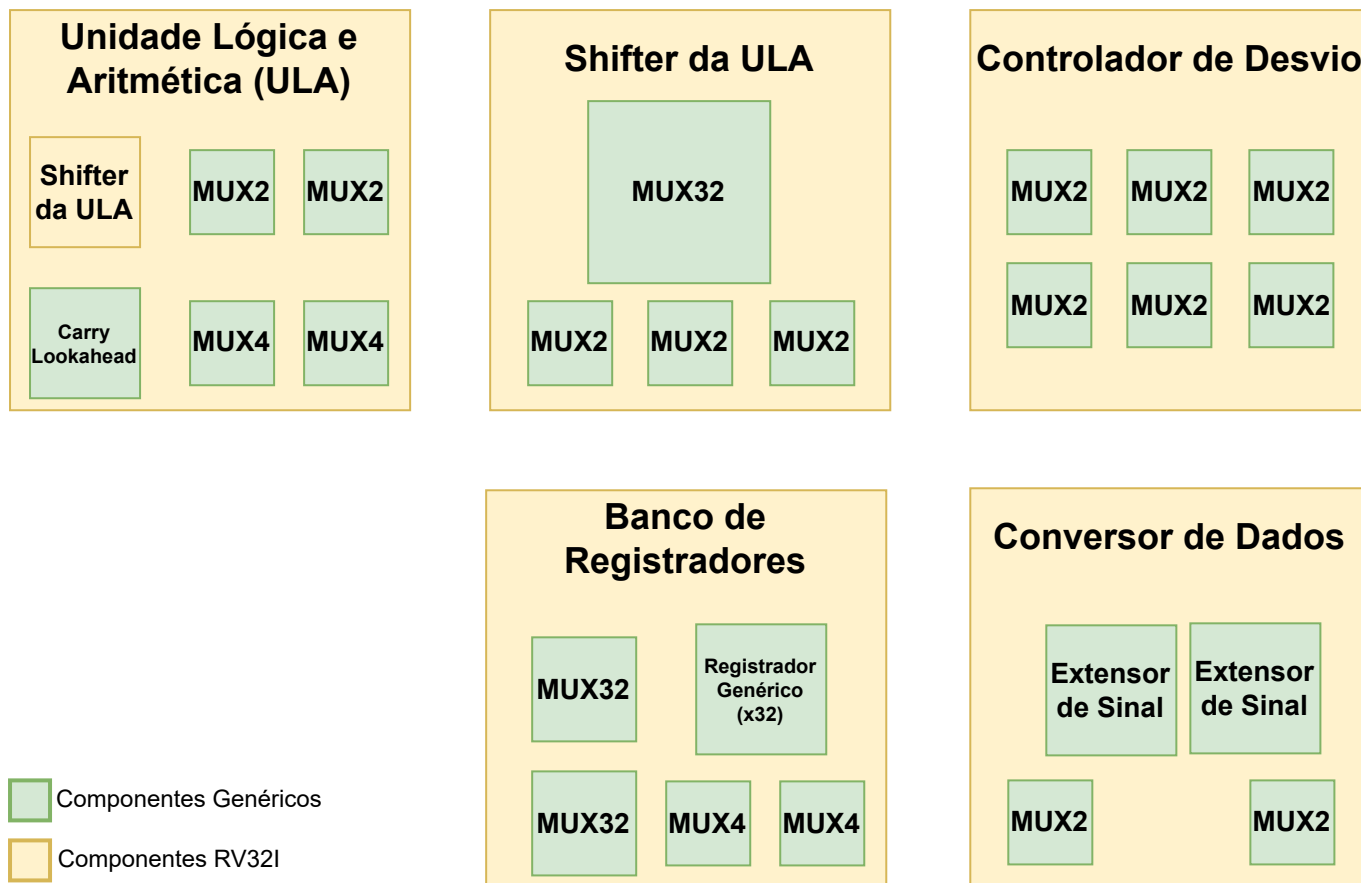 Unidade Lógica e
Aritmética (ULA)
Shifter
da ULA
MUX2
MUX2
Carry
Lookahead
MUX4
MUX4
Shifter da ULA
MUX32
MUX2
MUX2
MUX2
Controlador de Desvio
MUX2
MUX2
MUX2
MUX2
MUX2
MUX2
Banco de
Registradores
MUX32
Registrador
Genérico
(x32)
MUX32
MUX4
MUX4
Conversor de Dados
Extensor
de Sinal
Extensor
de Sinal
MUX2
MUX2
Componentes Genéricos
Componentes RV32I